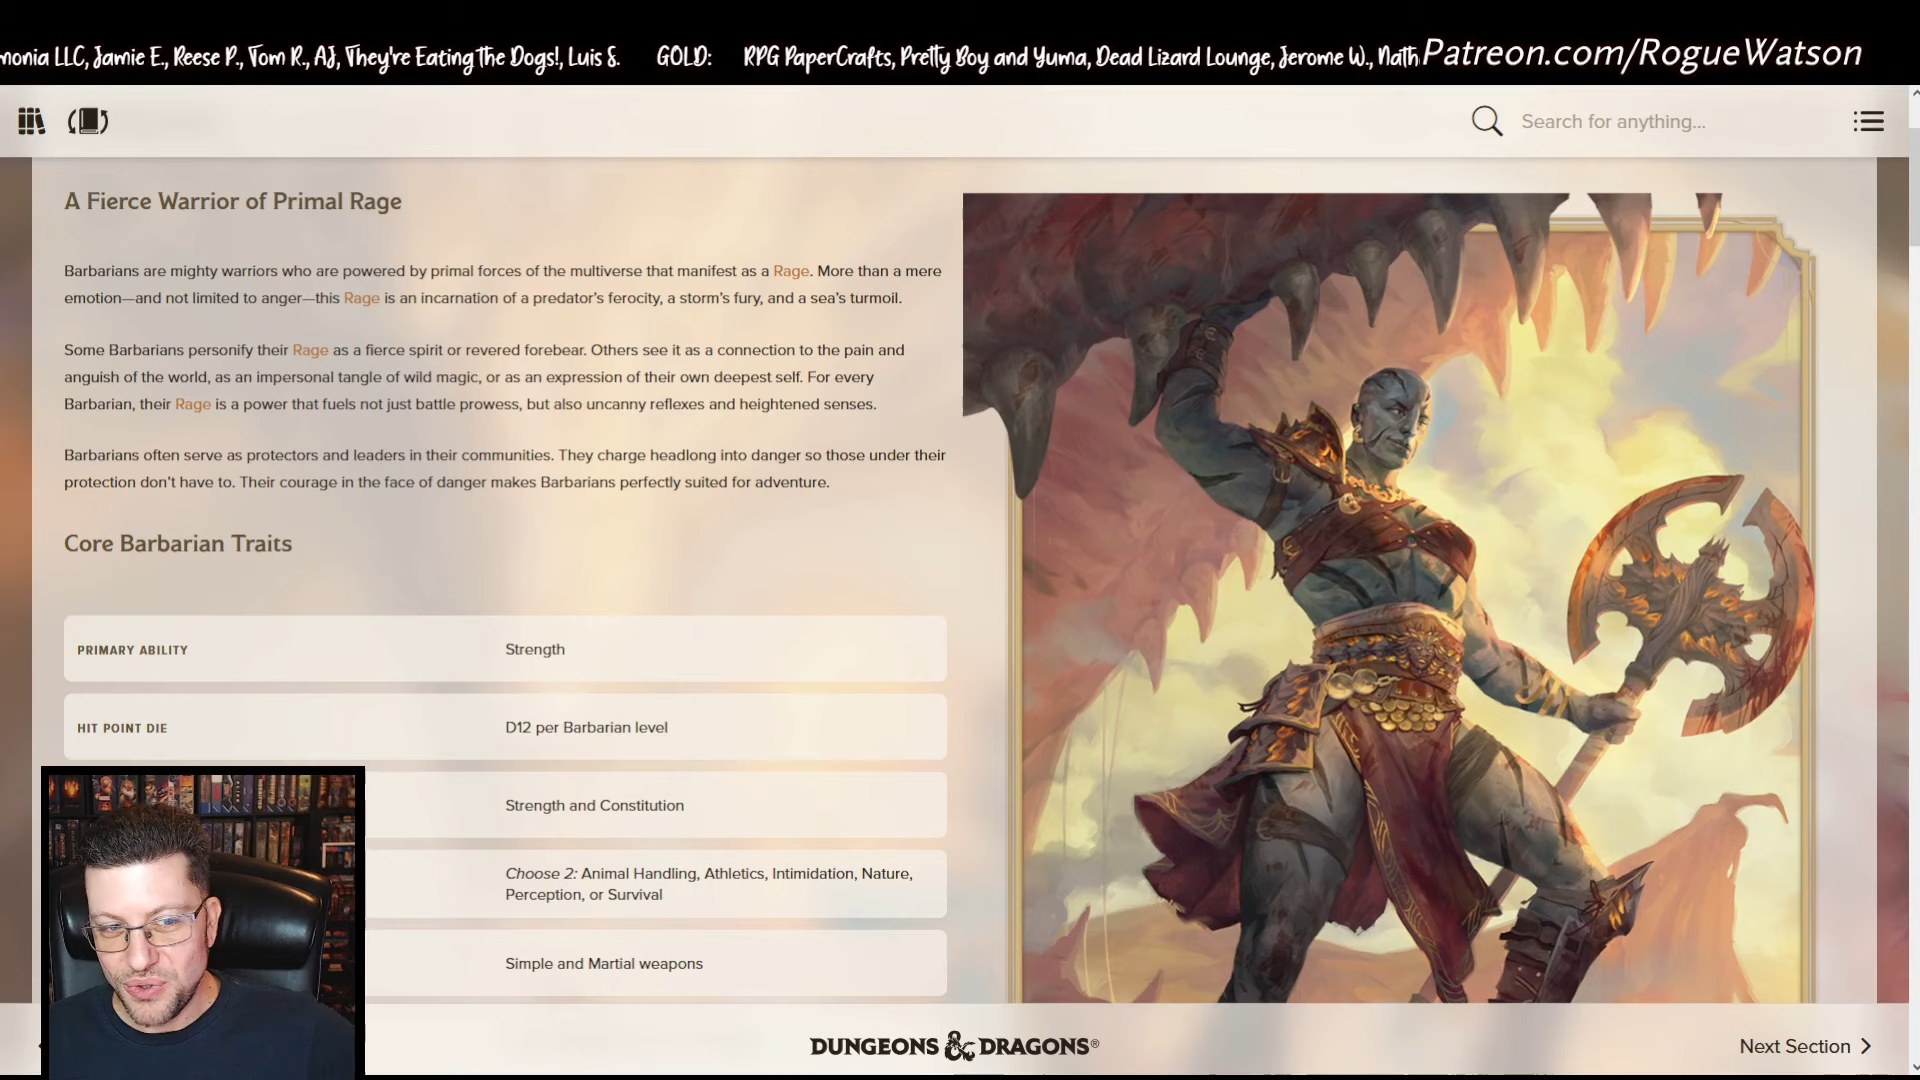 monia LLC, Jamie E., Reese P., Tom R., AJ, They're Eating The Dogs!, Luis S. GOLD: RPG PaperCrafts, Pretty Boy and Yuma, Dead Lizard Lounge, Jerome W., Nath
Patreon.com/RogueWatson
Search for anything...
A Fierce Warrior of Primal Rage
Barbarians are mighty warriors who are powered by primal forces of the multiverse that manifest as a Rage. More than a mere
emotion—and not limited to anger—this Rage is an incarnation of a predator's ferocity, a storm's fury, and a sea's turmoil.
Some Barbarians personify their Rage as a fierce spirit or revered forebear. Others see it as a connection to the pain and
anguish of the world, as an impersonal tangle of wild magic, or as an expression of their own deepest self. For every
Barbarian, their Rage is a power that fuels not just battle prowess, but also uncanny reflexes and heightened senses.
Barbarians often serve as protectors and leaders in their communities. They charge headlong into danger so those under their
protection don't have to. Their courage in the face of danger makes Barbarians perfectly suited for adventure.
Core Barbarian Traits
PRIMARY ABILITY Strength
HIT POINT DIE D12 per Barbarian level
Strength and Constitution
Choose 2: Animal Handling, Athletics, Intimidation, Nature,
Perception, or Survival
Simple and Martial weapons
DUNGEONS & DRAGONS®
Next Section